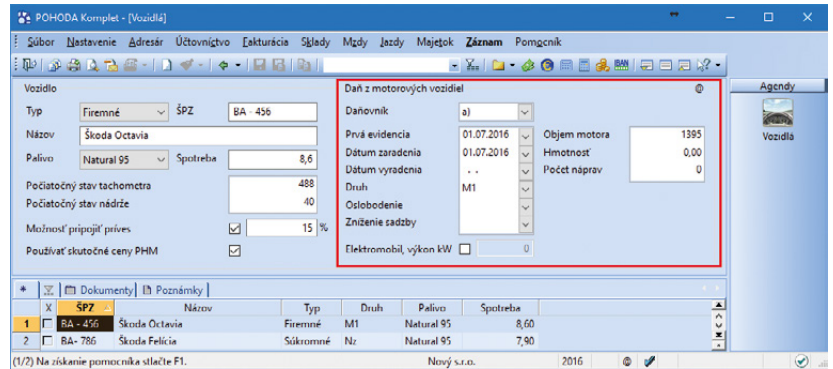 POHODA Komplet - [Vozidlá]
Súbor Nastavenie Adresár Účtovníctvo Fakturácia Sklady Mzdy Jazdy Majetok Záznam Pomocník
Vozidlo
Typ Firemné ŠPZ BA - 456
Názov Škoda Octavia
Palivo Natural 95 Spotreba 8,6
Počiatočný stav tachometra 488
Počiatočný stav nádrže 40
Možnosť pripojiť príves 15 %
Používať skutočné ceny PHM
Daň z motorových vozidiel
Daňovník a)
Prvá evidencia 01.07.2016 Objem motora 1395
Dátum zaradenia 01.07.2016 Hmotnosť 0,00
Dátum vyradenia . . Počet náprav 0
Druh M1
Oslobodenie
Zníženie sadzby
Elektromobil, výkon kW 0
Agendy
Vozidlá
* Dokumenty Poznámky
X ŠPZ Názov Typ Druh Palivo Spotreba
1 BA - 456 Škoda Octavia Firemné M1 Natural 95 8,60
2 BA- 786 Škoda Felícia Súkromné Nz Natural 95 7,90
(1/2) Na získanie pomocníka stlačte F1. Nový s.r.o. 2016 @